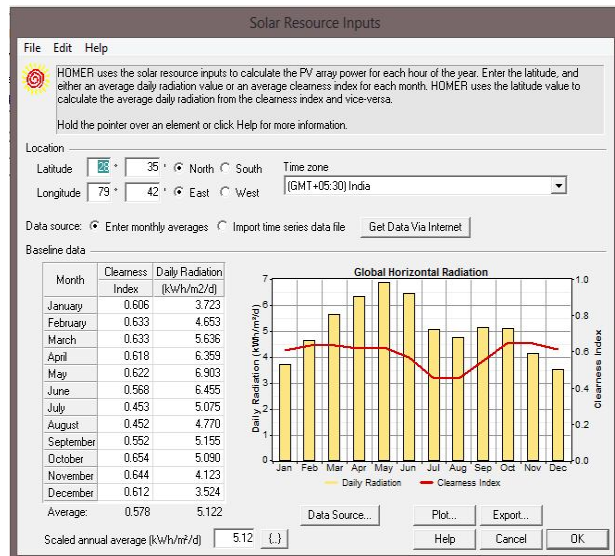 Solar Resource Inputs
File Edit Help
HOMER uses the solar resource inputs to calculate the PV array power for each hour of the year. Enter the latitude, and
either an average daily radiation value or an average clearness index for each month. HOMER uses the latitude value to
calculate the average daily radiation from the clearness index and vice-versa.
Hold the pointer over an element or click Help for more information.
Location
Latitude 28 ° 35 ' North South Time zone
Longitude 79 ° 42 ' East West (GMT+05:30) India
Data source: Enter monthly averages Import time series data file Get Data Via Internet
Baseline data
Month Clearness Index Daily Radiation (kWh/m2/d)
January 0.606 3.723
February 0.633 4.653
March 0.633 5.636
April 0.618 6.359
May 0.622 6.903
June 0.568 6.455
July 0.453 5.075
August 0.452 4.770
September 0.552 5.155
October 0.654 5.090
November 0.644 4.123
December 0.612 3.524
Average: 0.578 5.122
Scaled annual average (kWh/m²/d) 5.12 {..}
Global Horizontal Radiation
Daily Radiation (kWh/m²/d)
7
6
5
4
3
2
1
0
Jan Feb Mar Apr May Jun Jul Aug Sep Oct Nov Dec
1.0
0.8
0.6
0.4
0.2
0.0
Clearness Index
Daily Radiation Clearness Index
Data Source... Plot... Export...
Help Cancel OK